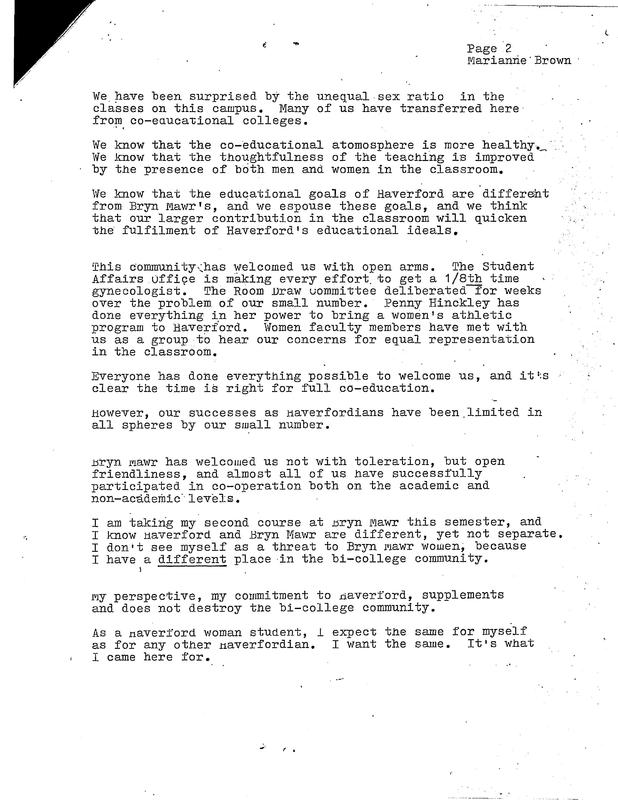 Page 2
Marianne Brown
We have been surprised by the unequal sex ratio in the
classes on this campus. Many of us have transferred here
from co-educational colleges.
We know that the co-educational atomosphere is more healthy.
We know that the thoughtfulness of the teaching is improved
by the presence of both men and women in the classroom.
We know that the educational goals of Haverford are different
from Bryn Mawr's, and we espouse these goals, and we think
that our larger contribution in the classroom will quicken
the fulfilment of Haverford's educational ideals.
This community has welcomed us with open arms. The Student
Affairs Office is making every effort to get a 1/8th time
gynecologist. The Room Draw Committee deliberated for weeks
over the problem of our small number. Penny Hinckley has
done everything in her power to bring a women's athletic
program to Haverford. Women faculty members have met with
us as a group to hear our concerns for equal representation
in the classroom.
Everyone has done everything possible to welcome us, and it's
clear the time is right for full co-education.
However, our successes as Haverfordians have been limited in
all spheres by our small number.
Bryn Mawr has welcomed us not with toleration, but open
friendliness, and almost all of us have successfully
participated in co-operation both on the academic and
non-academic levels.
I am taking my second course at Bryn Mawr this semester, and
I know Haverford and Bryn Mawr are different, yet not separate.
I don't see myself as a threat to Bryn Mawr women, because
I have a different place in the bi-college community.
My perspective, my commitment to Haverford, supplements
and does not destroy the bi-college community.
As a Haverford woman student, I expect the same for myself
as for any other Haverfordian. I want the same. It's what
I came here for.